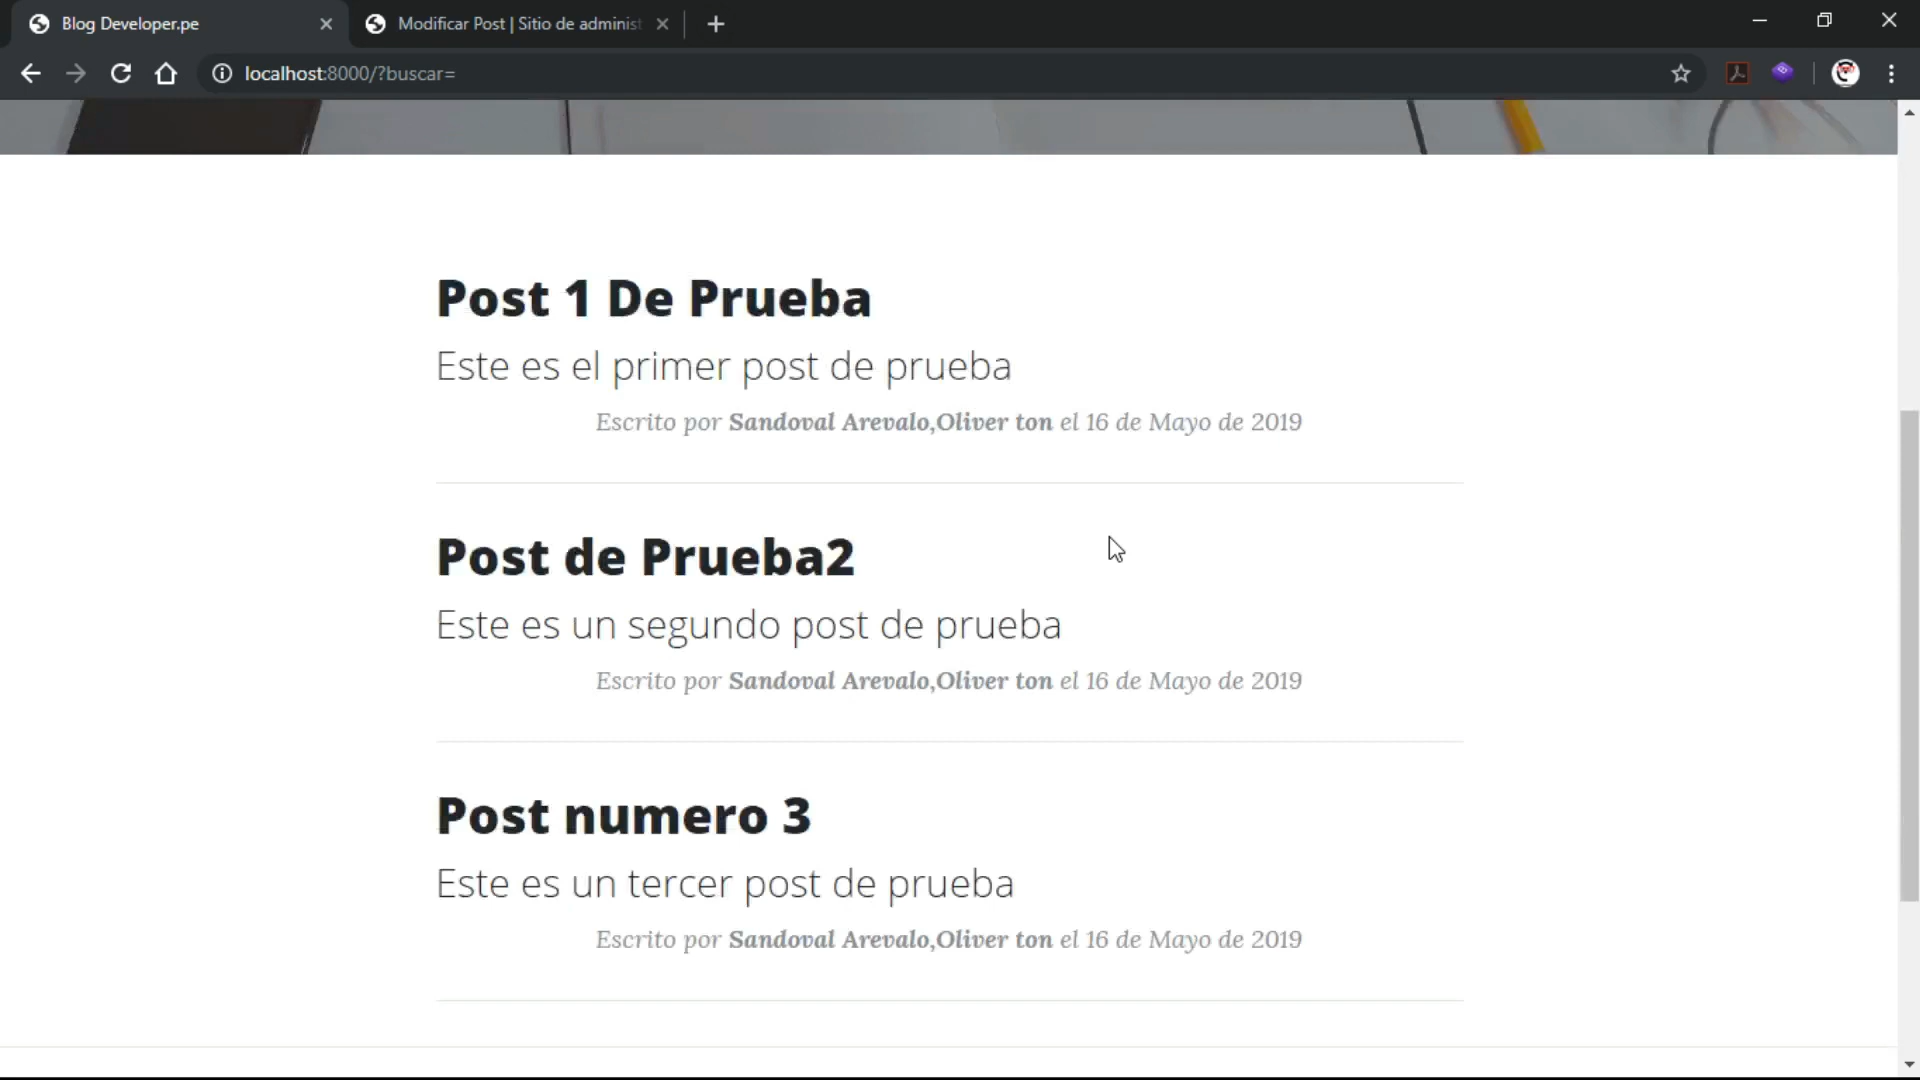 Blog Developer.pe
Modificar Post | Sitio de administ
localhost:8000/?buscar=
Post 1 De Prueba
Este es el primer post de prueba
Escrito por Sandoval Arevalo,Oliver ton el 16 de Mayo de 2019
Post de Prueba2
Este es un segundo post de prueba
Escrito por Sandoval Arevalo,Oliver ton el 16 de Mayo de 2019
Post numero 3
Este es un tercer post de prueba
Escrito por Sandoval Arevalo,Oliver ton el 16 de Mayo de 2019